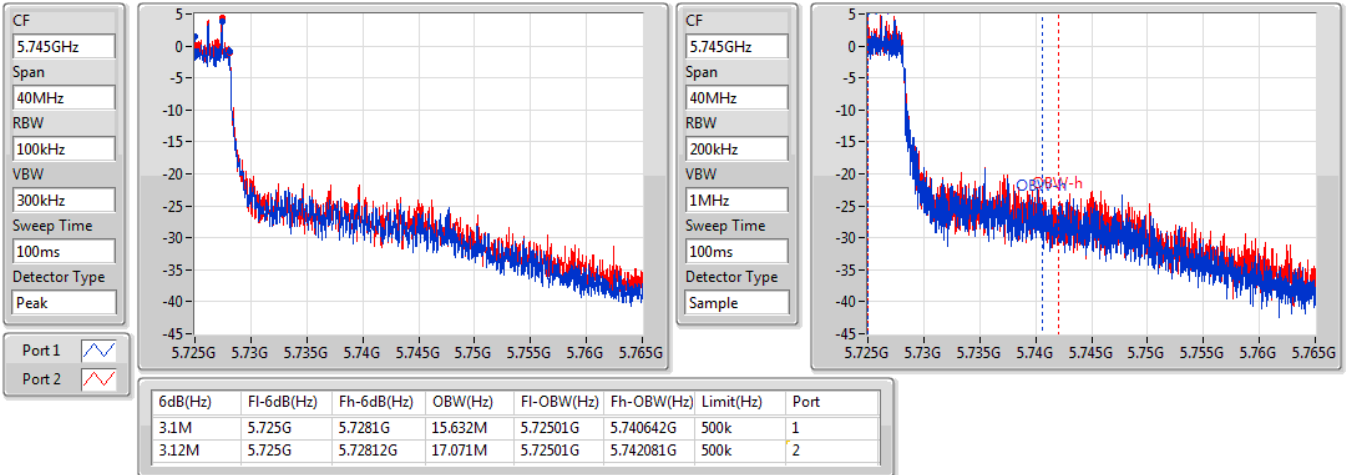 CF
5.745GHz
Span
40MHz
RBW
100kHz
VBW
300kHz
Sweep Time
100ms
Detector Type
Peak
Port 1
Port 2
5
0
-5
-10
-15
-20
-25
-30
-35
-40
-45
5.725G 5.73G 5.735G 5.74G 5.745G 5.75G 5.755G 5.76G 5.765G
CF
5.745GHz
Span
40MHz
RBW
200kHz
VBW
1MHz
Sweep Time
100ms
Detector Type
Sample
5
0
-5
-10
-15
-20
-25
-30
-35
-40
-45
OBW-h OBW-h
5.725G 5.73G 5.735G 5.74G 5.745G 5.75G 5.755G 5.76G 5.765G
6dB(Hz) Fl-6dB(Hz) Fh-6dB(Hz) OBW(Hz) Fl-OBW(Hz) Fh-OBW(Hz) Limit(Hz) Port
3.1M 5.725G 5.7281G 15.632M 5.72501G 5.740642G 500k 1
3.12M 5.725G 5.72812G 17.071M 5.72501G 5.742081G 500k 2